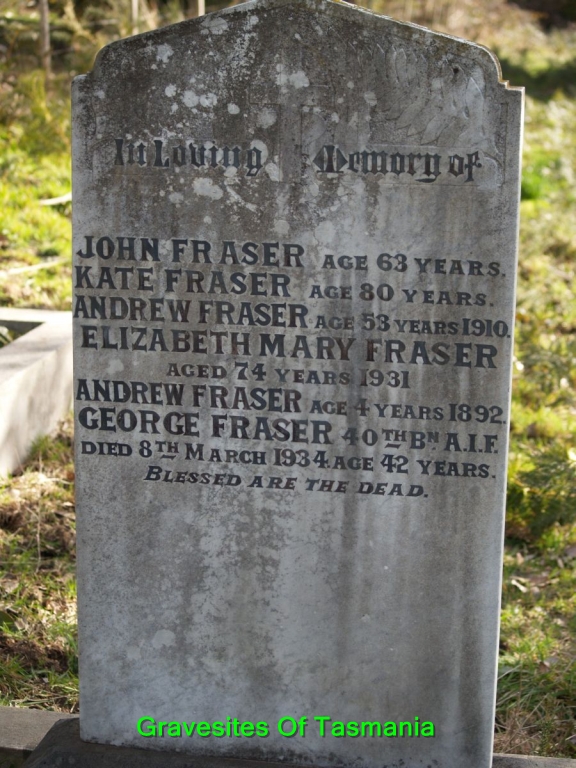 In Loving Memory of
JOHN FRASER AGE 63 YEARS.
KATE FRASER AGE 80 YEARS.
ANDREW FRASER AGE 53 YEARS 1910.
ELIZABETH MARY FRASER
AGED 74 YEARS 1931
ANDREW FRASER AGE 4 YEARS 1892.
GEORGE FRASER 40TH BN A.I.F.
DIED 8TH MARCH 1934. AGE 42 YEARS.
BLESSED ARE THE DEAD.
Gravesites Of Tasmania